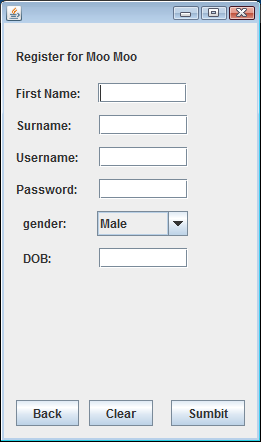 Register for Moo Moo
First Name:
Surname:
Username:
Password:
gender: Male
DOB:
Back Clear Sumbit